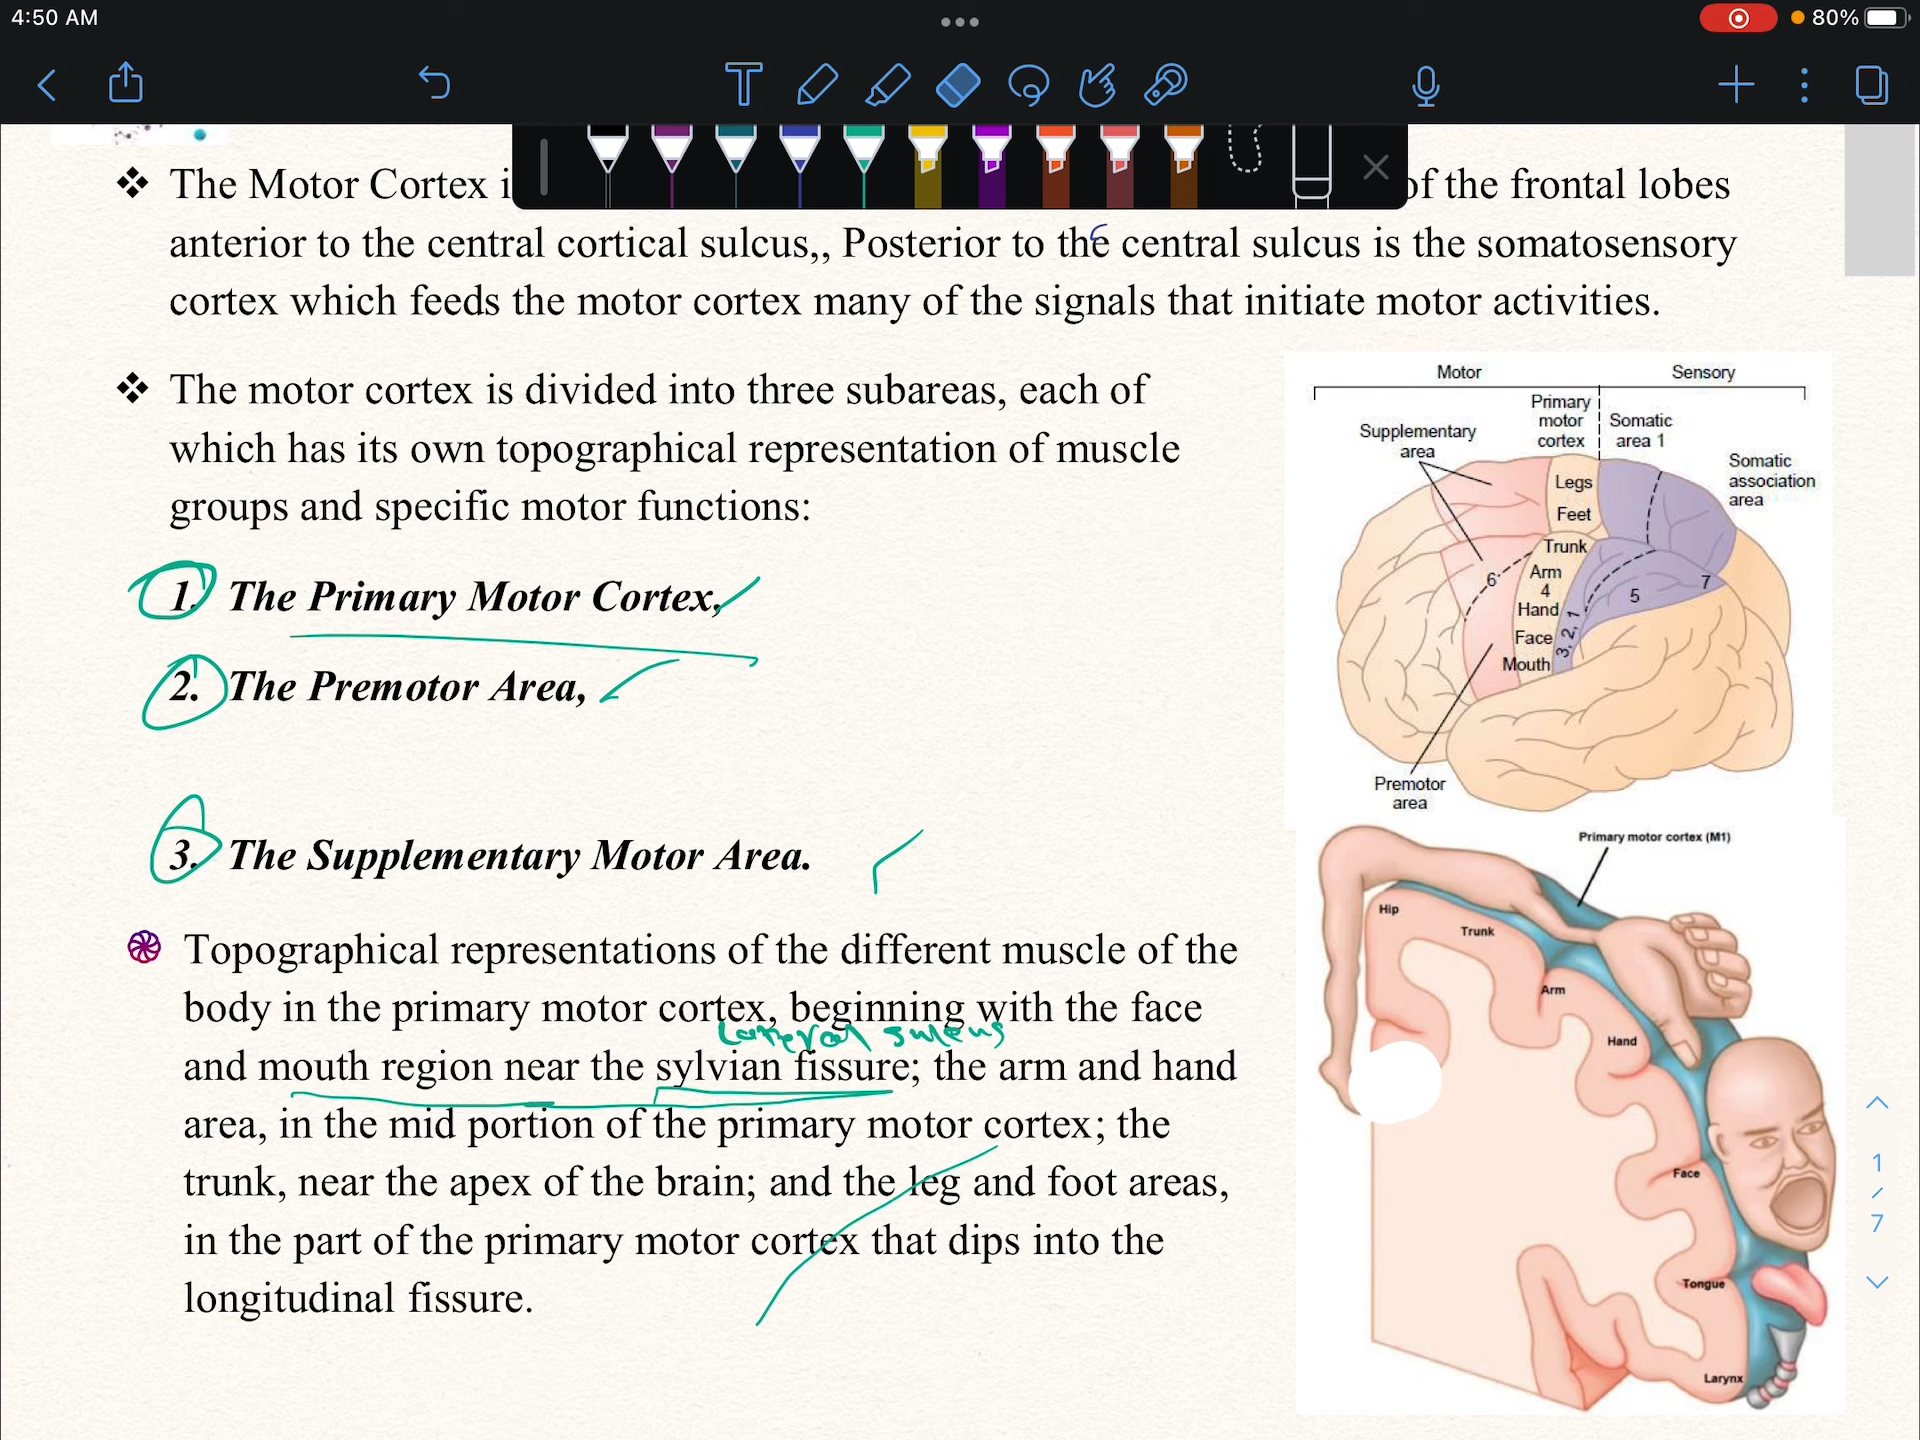 4:50 AM
80%
The Motor Cortex i
of the frontal lobes
anterior to the central cortical sulcus,, Posterior to the central sulcus is the somatosensory
cortex which feeds the motor cortex many of the signals that initiate motor activities.
The motor cortex is divided into three subareas, each of
which has its own topographical representation of muscle
groups and specific motor functions:
1. The Primary Motor Cortex,
2. The Premotor Area,
3. The Supplementary Motor Area.
Topographical representations of the different muscle of the
body in the primary motor cortex, beginning with the face
Lateral sulcus
and mouth region near the sylvian fissure; the arm and hand
area, in the mid portion of the primary motor cortex; the
trunk, near the apex of the brain; and the leg and foot areas,
in the part of the primary motor cortex that dips into the
longitudinal fissure.
Motor
Sensory
Primary
motor
cortex
Somatic
area 1
Supplementary
area
Somatic
association
area
Legs
Feet
Trunk
Arm
4
Hand
Face
Mouth
6
3, 2, 1
5
7
Premotor
area
Primary motor cortex (M1)
Hip
Trunk
Arm
Hand
Face
Tongue
Larynx
1
/
7